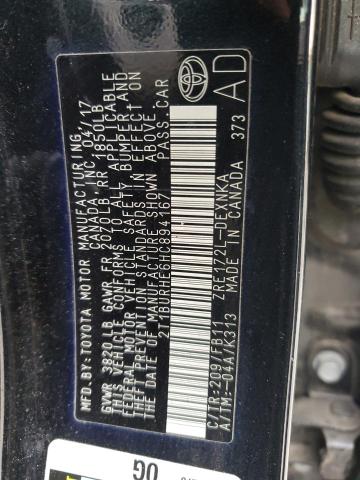 MFD.BY:TOYOTA MOTOR MANUFACTURING,
CANADA, INC. 04/17
GVWR 3820LB GAWR FR 2070LB RR 1850LB
THIS VEHICLE CONFORMS TO ALL APPLICABLE
FEDERAL MOTOR VEHICLE SAFETY, BUMPER, AND
THEFT PREVENTION STANDARDS IN EFFECT ON
THE DATE OF MANUFACTURE SHOWN ABOVE.
2T1BURHE6HC894167 PASS.CAR
C/TR:209/FB11 ZRE172L-DEXNKA
A/TM:-04A/K313 MADE IN CANADA 373
AD
OG